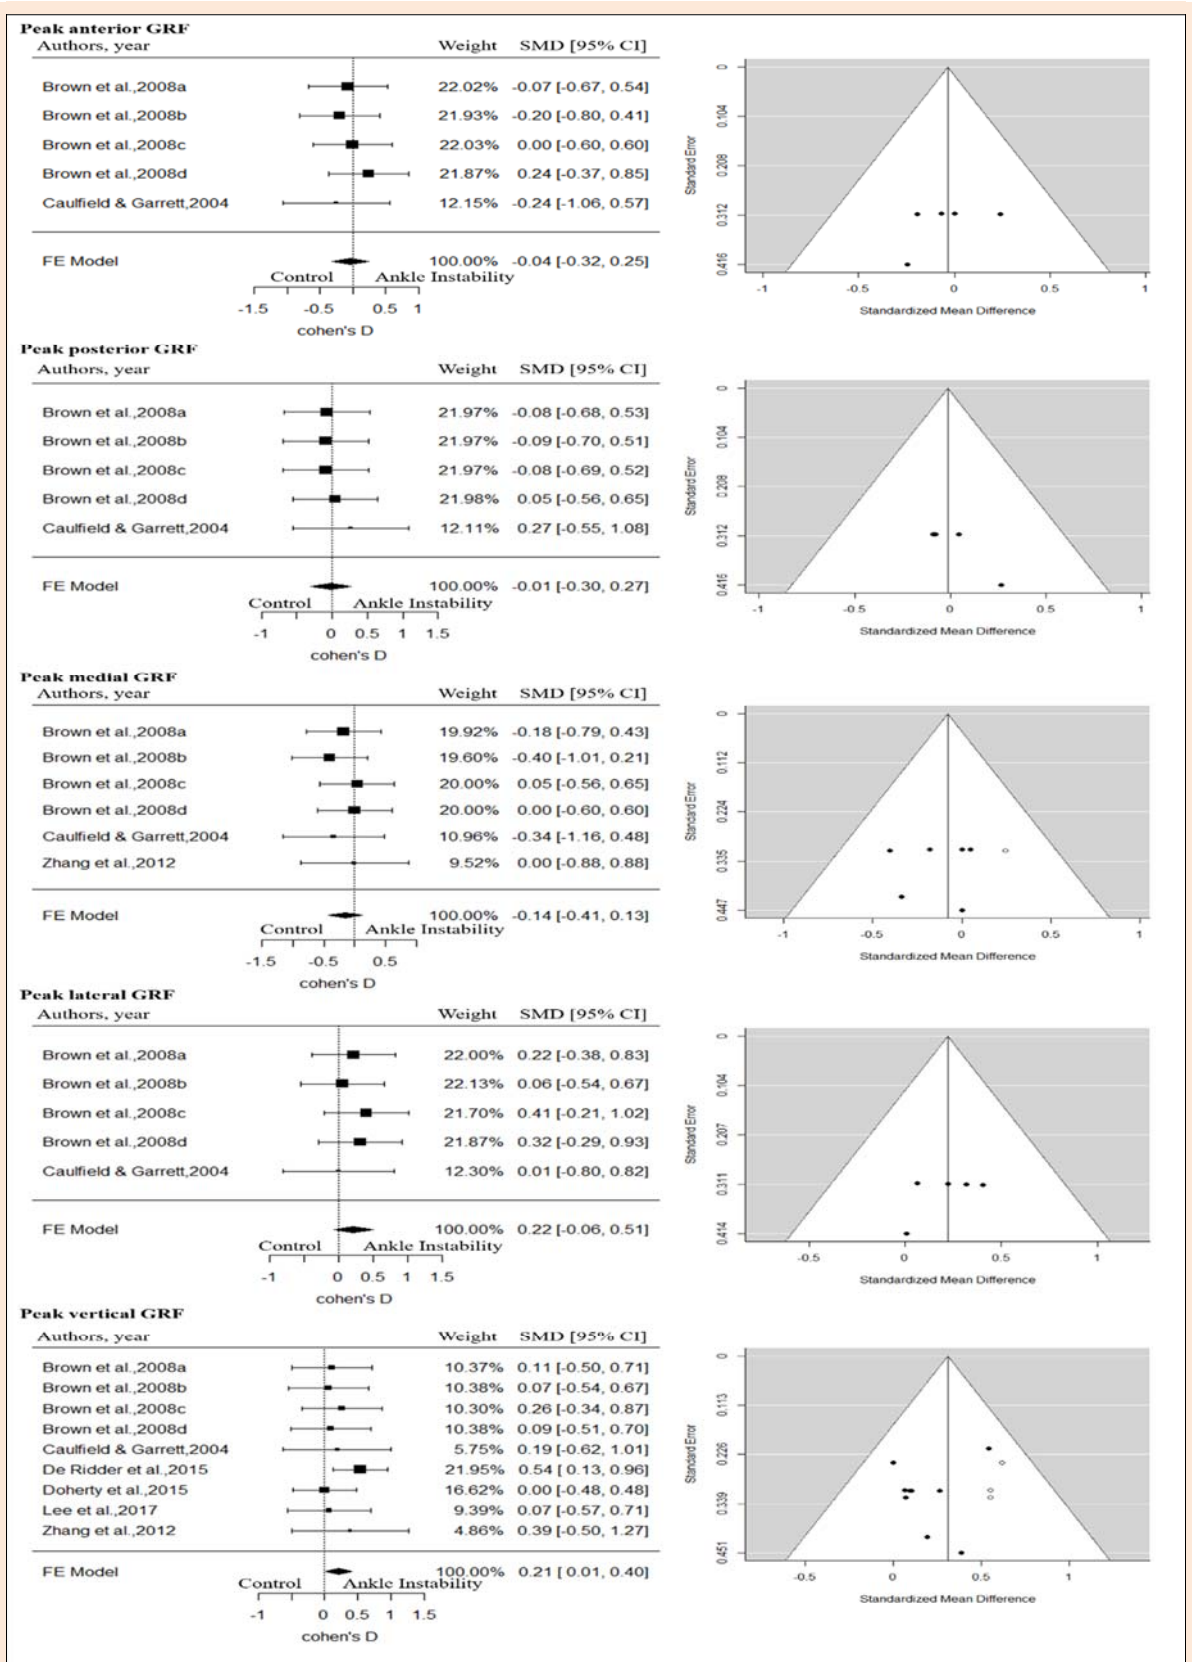 Peak anterior GRF
Authors, year Weight SMD [95% CI]
Brown et al.,2008a 22.02% -0.07 [-0.67, 0.54]
Brown et al.,2008b 21.93% -0.20 [-0.80, 0.41]
Brown et al.,2008c 22.03% 0.00 [-0.60, 0.60]
Brown et al.,2008d 21.87% 0.24 [-0.37, 0.85]
Caulfield & Garrett,2004 12.15% -0.24 [-1.06, 0.57]
FE Model 100.00% -0.04 [-0.32, 0.25]
Control Ankle Instability
-1.5 -0.5 0.5 1
cohen's D
Standard Error
0 0.104 0.208 0.312 0.416
-1 -0.5 0 0.5 1
Standardized Mean Difference
Peak posterior GRF
Authors, year Weight SMD [95% CI]
Brown et al.,2008a 21.97% -0.08 [-0.68, 0.53]
Brown et al.,2008b 21.97% -0.09 [-0.70, 0.51]
Brown et al.,2008c 21.97% -0.08 [-0.69, 0.52]
Brown et al.,2008d 21.98% 0.05 [-0.56, 0.65]
Caulfield & Garrett,2004 12.11% 0.27 [-0.55, 1.08]
FE Model 100.00% -0.01 [-0.30, 0.27]
Control Ankle Instability
-1 0 0.5 1 1.5
cohen's D
Standard Error
0 0.104 0.208 0.312 0.416
-1 -0.5 0 0.5 1
Standardized Mean Difference
Peak medial GRF
Authors, year Weight SMD [95% CI]
Brown et al.,2008a 19.92% -0.18 [-0.79, 0.43]
Brown et al.,2008b 19.60% -0.40 [-1.01, 0.21]
Brown et al.,2008c 20.00% 0.05 [-0.56, 0.65]
Brown et al.,2008d 20.00% 0.00 [-0.60, 0.60]
Caulfield & Garrett,2004 10.96% -0.34 [-1.16, 0.48]
Zhang et al.,2012 9.52% 0.00 [-0.88, 0.88]
FE Model 100.00% -0.14 [-0.41, 0.13]
Control Ankle Instability
-1.5 -0.5 0.5
cohen's D
Standard Error
0 0.112 0.224 0.335 0.447
-1 -0.5 0 0.5 1
Standardized Mean Difference
Peak lateral GRF
Authors, year Weight SMD [95% CI]
Brown et al.,2008a 22.00% 0.22 [-0.38, 0.83]
Brown et al.,2008b 22.13% 0.06 [-0.54, 0.67]
Brown et al.,2008c 21.70% 0.41 [-0.21, 1.02]
Brown et al.,2008d 21.87% 0.32 [-0.29, 0.93]
Caulfield & Garrett,2004 12.30% 0.01 [-0.80, 0.82]
FE Model 100.00% 0.22 [-0.06, 0.51]
Control Ankle Instability
-1 0 0.5 1 1.5
cohen's D
Standard Error
0 0.104 0.207 0.311 0.414
-0.5 0 0.5 1
Standardized Mean Difference
Peak vertical GRF
Authors, year Weight SMD [95% CI]
Brown et al.,2008a 10.37% 0.11 [-0.50, 0.71]
Brown et al.,2008b 10.38% 0.07 [-0.54, 0.67]
Brown et al.,2008c 10.30% 0.26 [-0.34, 0.87]
Brown et al.,2008d 10.38% 0.09 [-0.51, 0.70]
Caulfield & Garrett,2004 5.75% 0.19 [-0.62, 1.01]
De Ridder et al.,2015 21.95% 0.54 [ 0.13, 0.96]
Doherty et al.,2015 16.62% 0.00 [-0.48, 0.48]
Lee et al.,2017 9.39% 0.07 [-0.57, 0.71]
Zhang et al.,2012 4.86% 0.39 [-0.50, 1.27]
FE Model 100.00% 0.21 [ 0.01, 0.40]
Control Ankle Instability
-1 0 0.5 1 1.5
cohen's D
Standard Error
0 0.113 0.226 0.339 0.451
-0.5 0 0.5 1
Standardized Mean Difference